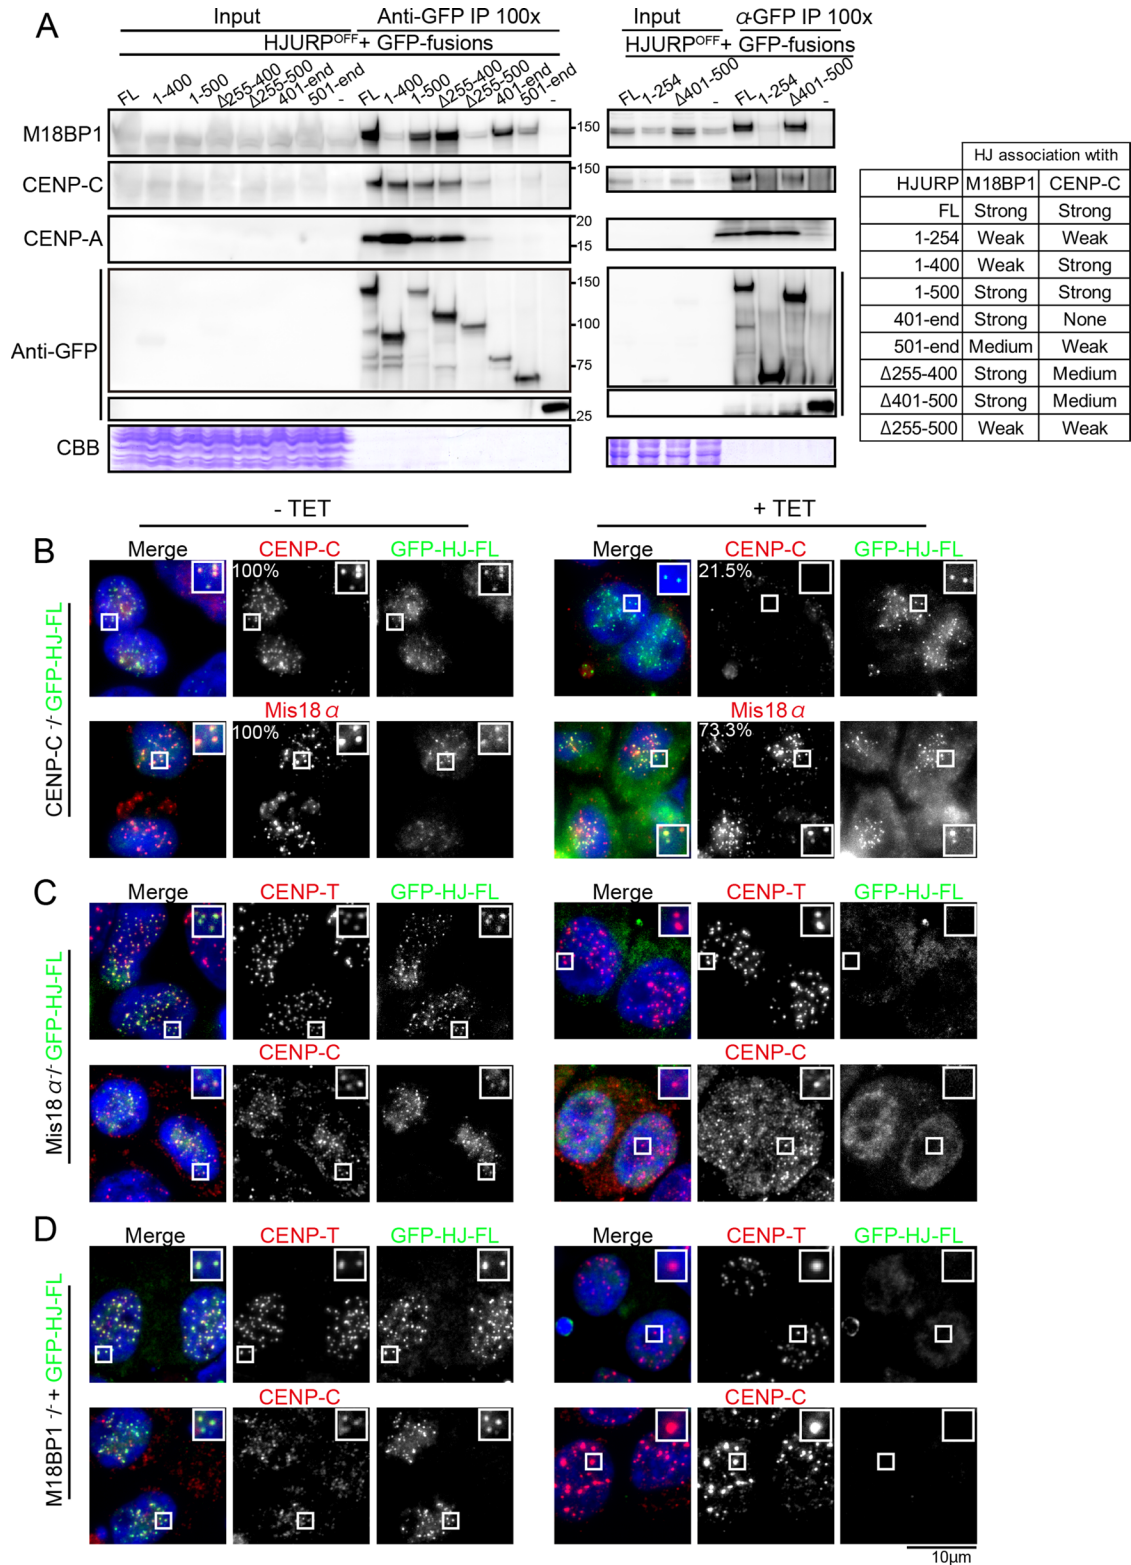 A
Input
Anti-GFP IP 100x
HJURPᴼᶠᶠ+ GFP-fusions
FL 1-400 1-500 Δ255-400 Δ255-500 401-end 501-end -
FL 1-400 1-500 Δ255-400 Δ255-500 401-end 501-end -
M18BP1
150
CENP-C
150
CENP-A
20
15
Anti-GFP
150
100
75
25
CBB
Input
α-GFP IP 100x
HJURPᴼᶠᶠ+ GFP-fusions
FL 1-254 Δ401-500 -
FL 1-254 Δ401-500 -
HJ association wtith
HJURP M18BP1 CENP-C
FL Strong Strong
1-254 Weak Weak
1-400 Weak Strong
1-500 Strong Strong
401-end Strong None
501-end Medium Weak
Δ255-400 Strong Medium
Δ401-500 Strong Medium
Δ255-500 Weak Weak
- TET
+ TET
B
CENP-C -/- GFP-HJ-FL
Merge CENP-C GFP-HJ-FL
100%
Merge CENP-C GFP-HJ-FL
21.5%
Mis18α
100%
Mis18α
73.3%
C
Mis18α-/- GFP-HJ-FL
Merge CENP-T GFP-HJ-FL
Merge CENP-T GFP-HJ-FL
CENP-C
CENP-C
D
M18BP1 -/- + GFP-HJ-FL
Merge CENP-T GFP-HJ-FL
Merge CENP-T GFP-HJ-FL
CENP-C
CENP-C
10μm